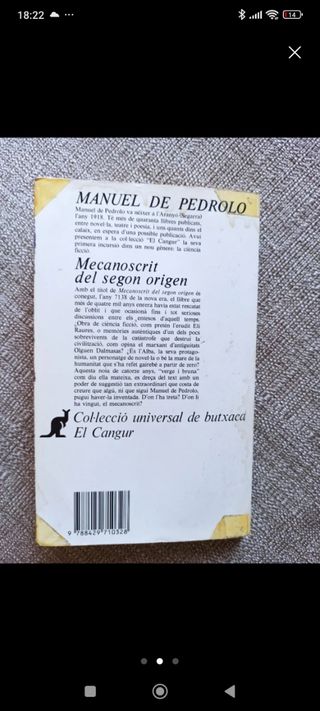 18:22
14
MANUEL DE PEDROLO
Manuel de Pedrolo va néixer a l'Aranyó (Segarra)
l'any 1918. Té més de quaranta llibres publicats,
entre novel·la, teatre i poesia, i uns quants dins el
calaix, en espera d'una possible publicació. Avui
presentem a la col·lecció "El Cangur" la seva
primera incursió dins un nou gènere: la ciència
ficció.
Mecanoscrit
del segon origen
Amb el títol de Mecanoscrit del segon origen és
conegut, l'any 7138 de la nova era, el llibre que
més de quatre mil anys enrera havia estat rescatat
de l'oblit i que ocasionà fins i tot serioses
discussions entre els entesos d'aquell temps.
¿Obra de ciència ficció, com pretén l'erudit Eli
Raures, o memòries autèntiques d'un dels pocs
sobrevivents de la catàstrofe que destruí la
civilització, com opina el marxant d'antiguitats
Olguen Dalmasas? ¿És l'Alba, la seva protago-
nista, un personatge de novel·la o bé la mare de la
humanitat que s'ha refet gairebé a partir de zero?
Aquesta noia de catorze anys, "verge i bruna"
com diu ella mateixa, es dreça del text amb un
poder de suggestió tan extraordinari que costa de
creure que algú, ni que sigui Manuel de Pedrolo,
pugui haver-la inventada. D'on l'ha treta? D'on li
ha vingut, el mecanoscrit?
Col·lecció universal de butxaca
El Cangur
9 788429 710328